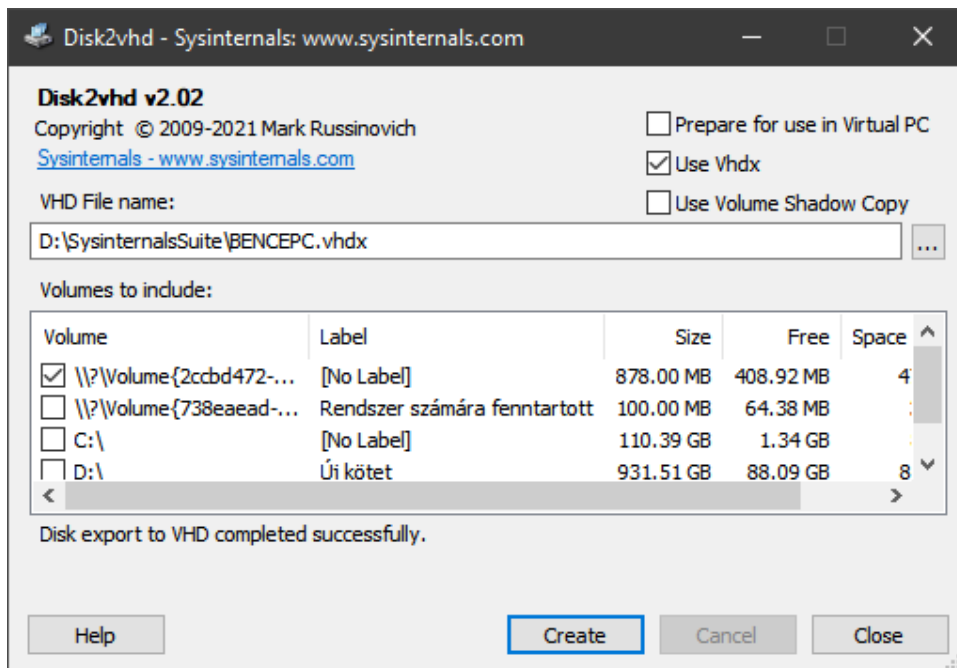 Disk2vhd - Sysinternals: www.sysinternals.com
Disk2vhd v2.02
Copyright © 2009-2021 Mark Russinovich
Sysinternals - www.sysinternals.com
Prepare for use in Virtual PC
Use Vhdx
Use Volume Shadow Copy
VHD File name:
D:\SysinternalsSuite\BENCEPC.vhdx
...
Volumes to include:
Volume Label Size Free Space
\\?\Volume{2ccbd472-... [No Label] 878.00 MB 408.92 MB 4
\\?\Volume{738eaead-... Rendszer számára fenntartott 100.00 MB 64.38 MB
C:\ [No Label] 110.39 GB 1.34 GB
D:\ Új kötet 931.51 GB 88.09 GB 8
Disk export to VHD completed successfully.
Help Create Cancel Close